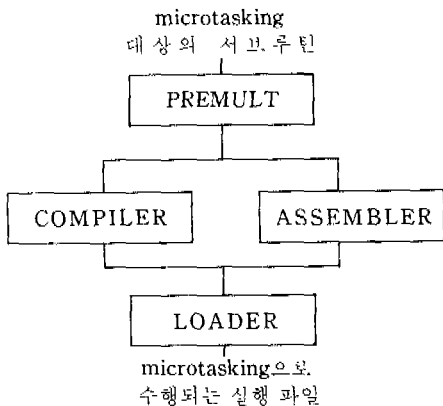 microtasking
대상의 서브루틴
PREMULT
COMPILER
ASSEMBLER
LOADER
microtasking으로
수행되는 실행 파일